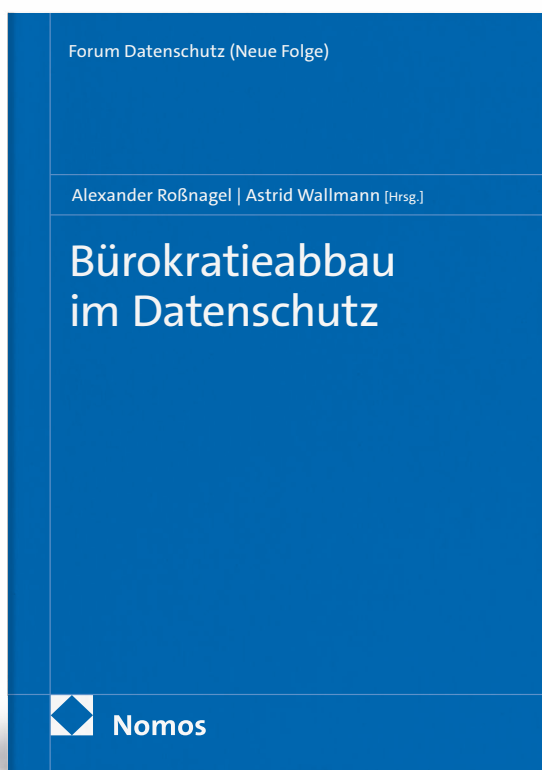 Forum Datenschutz (Neue Folge)
Alexander Roßnagel | Astrid Wallmann [Hrsg.]
Bürokratieabbau
im Datenschutz
Nomos